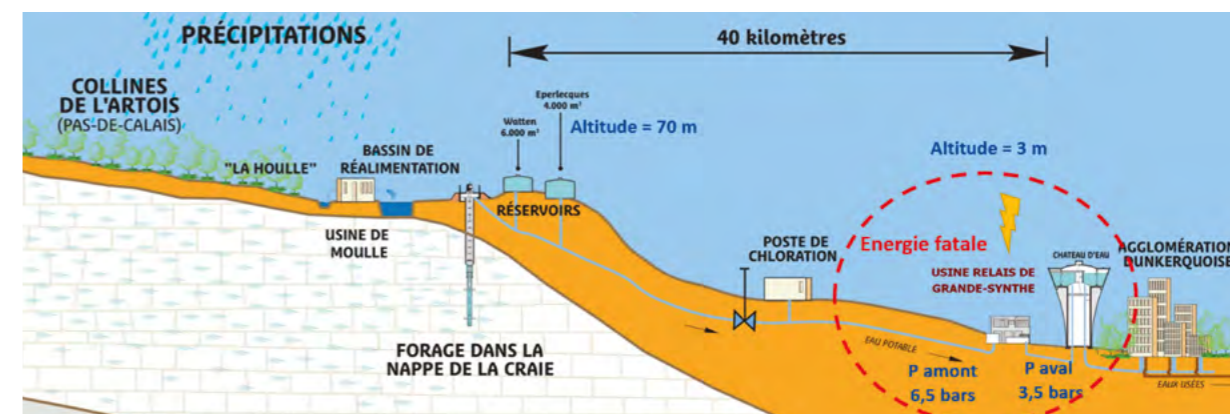 PRÉCIPITATIONS
40 kilomètres
COLLINES
DE L'ARTOIS
(PAS-DE-CALAIS)
"LA HOULLE"
BASSIN DE
RÉALIMENTATION
Watten
6.000 m³
Eperlecques
4.000 m³
Altitude = 70 m
RÉSERVOIRS
USINE DE
MOULLE
FORAGE DANS LA
NAPPE DE LA CRAIE
POSTE DE
CHLORATION
Altitude = 3 m
Energie fatale
USINE RELAIS DE
GRANDE-SYNTHE
CHATEAU D'EAU
AGGLOMÉRATION
DUNKERQUOISE
EAU POTABLE
P amont
6,5 bars
P aval
3,5 bars
EAUX USÉES